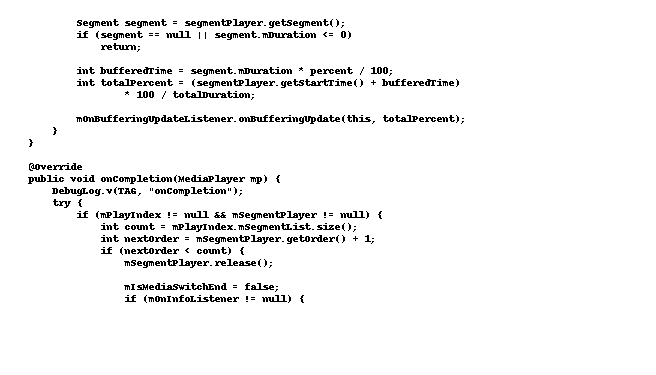 Segment segment = segmentPlayer.getSegment();
if (segment == null || segment.mDuration <= 0)
return;
int bufferedTime = segment.mDuration * percent / 100;
int totalPercent = (segmentPlayer.getStartTime() + bufferedTime)
* 100 / totalDuration;
mOnBufferingUpdateListener.onBufferingUpdate(this, totalPercent);
}
}
@Override
public void onCompletion(MediaPlayer mp) {
DebugLog.v(TAG, "onCompletion");
try {
if (mPlayIndex != null && mSegmentPlayer != null) {
int count = mPlayIndex.mSegmentList.size();
int nextOrder = mSegmentPlayer.getOrder() + 1;
if (nextOrder < count) {
mSegmentPlayer.release();
mIsMediaSwitchEnd = false;
if (mOnInfoListener != null) {